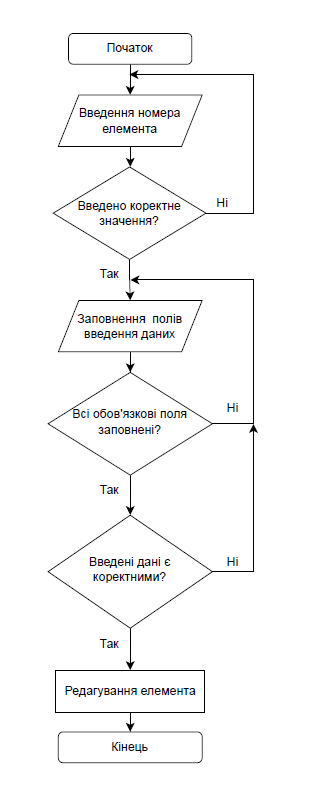 Початок
Введення номера
елемента
Введено коректне
значення?
Ні
Так
Заповнення полів
введення даних
Всі обов'язкові поля
заповнені?
Ні
Так
Введені дані є
коректними?
Ні
Так
Редагування елемента
Кінець